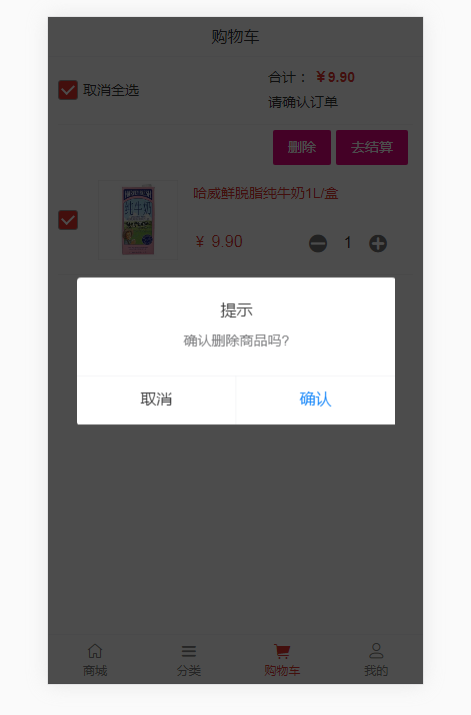 购物车
取消全选
合计：￥9.90
请确认订单
删除 去结算
哈威鲜脱脂纯牛奶1L/盒
纯牛奶
￥ 9.90
1
提示
确认删除商品吗?
取消 确认
商城 分类 购物车 我的